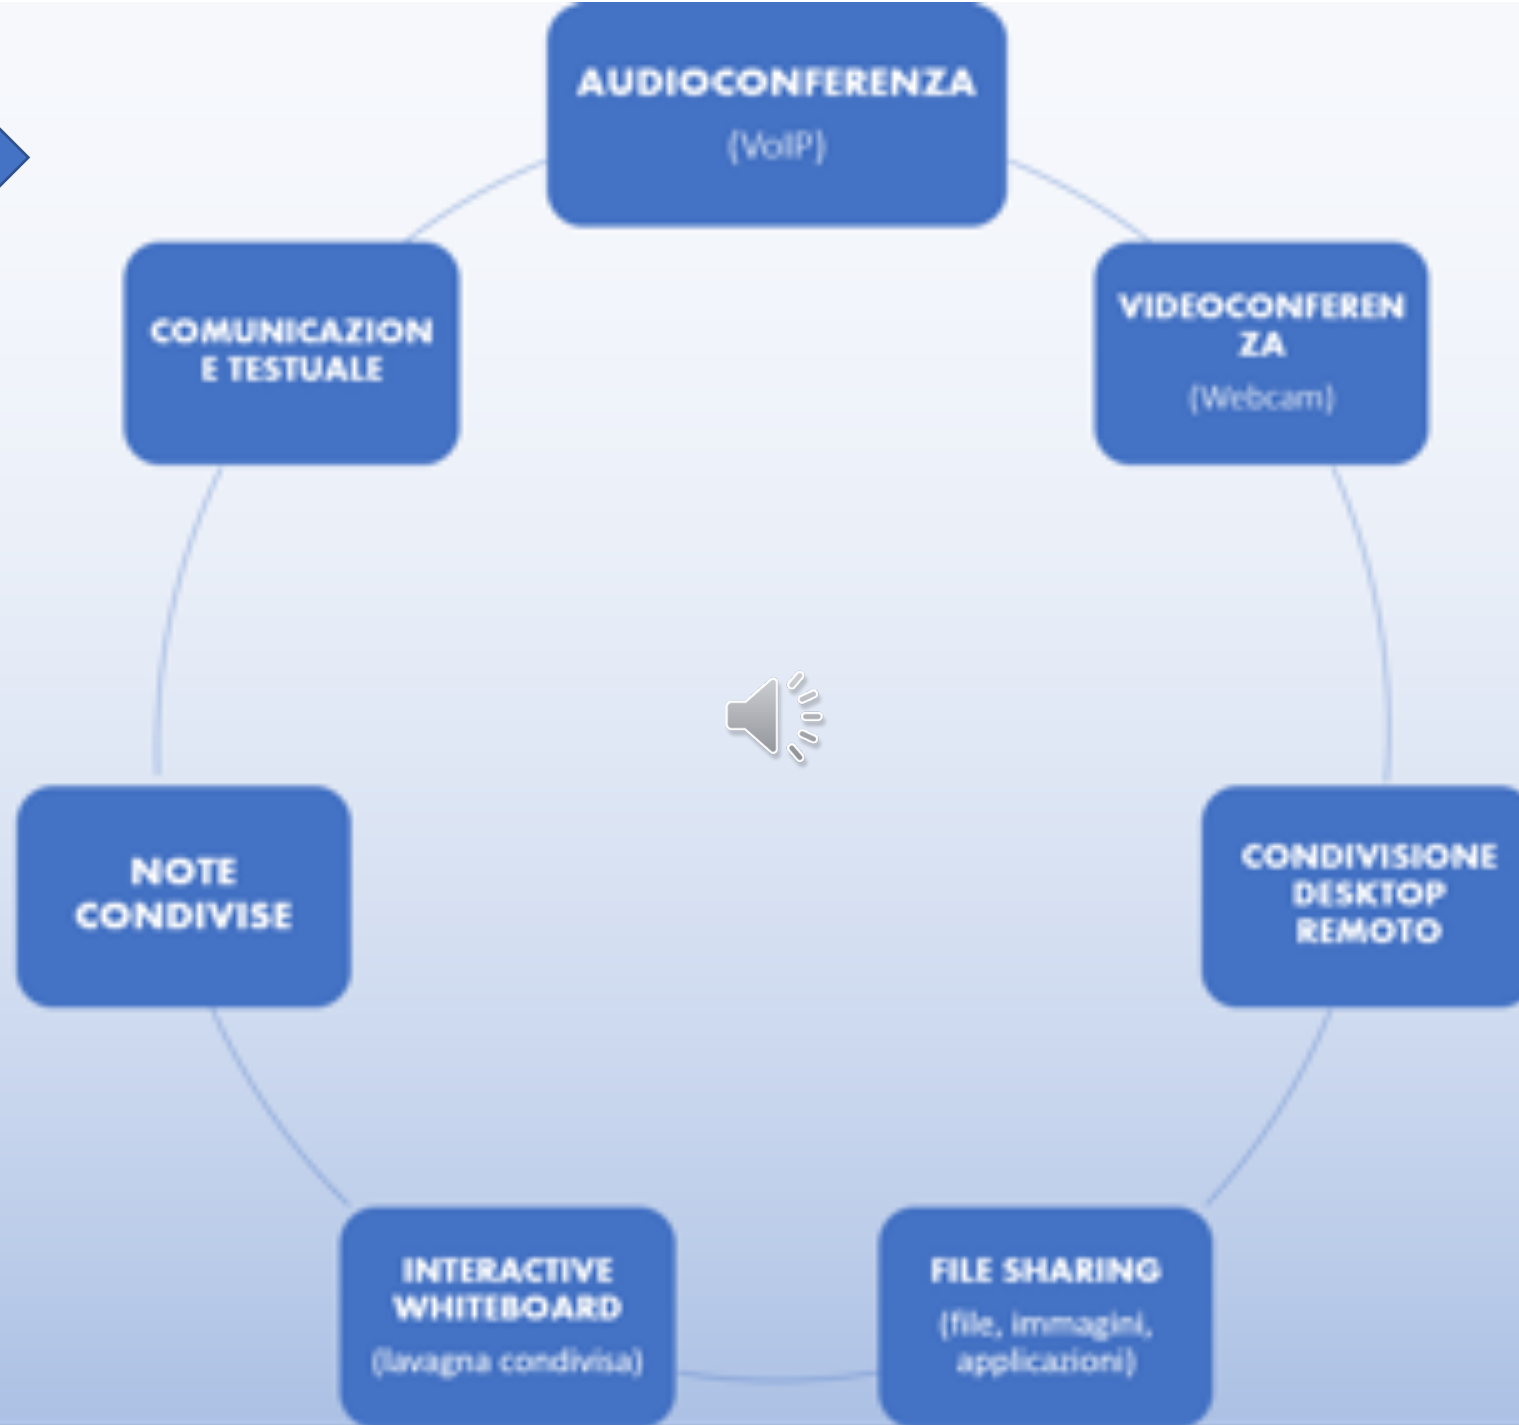 AUDIOCONFERENZA
(VoIP)
VIDEOCONFEREN
ZA
(Webcam)
CONDIVISIONE
DESKTOP
REMOTO
FILE SHARING
(file, immagini,
applicazioni)
INTERACTIVE
WHITEBOARD
(lavagna condivisa)
NOTE
CONDIVISE
COMUNICAZION
E TESTUALE